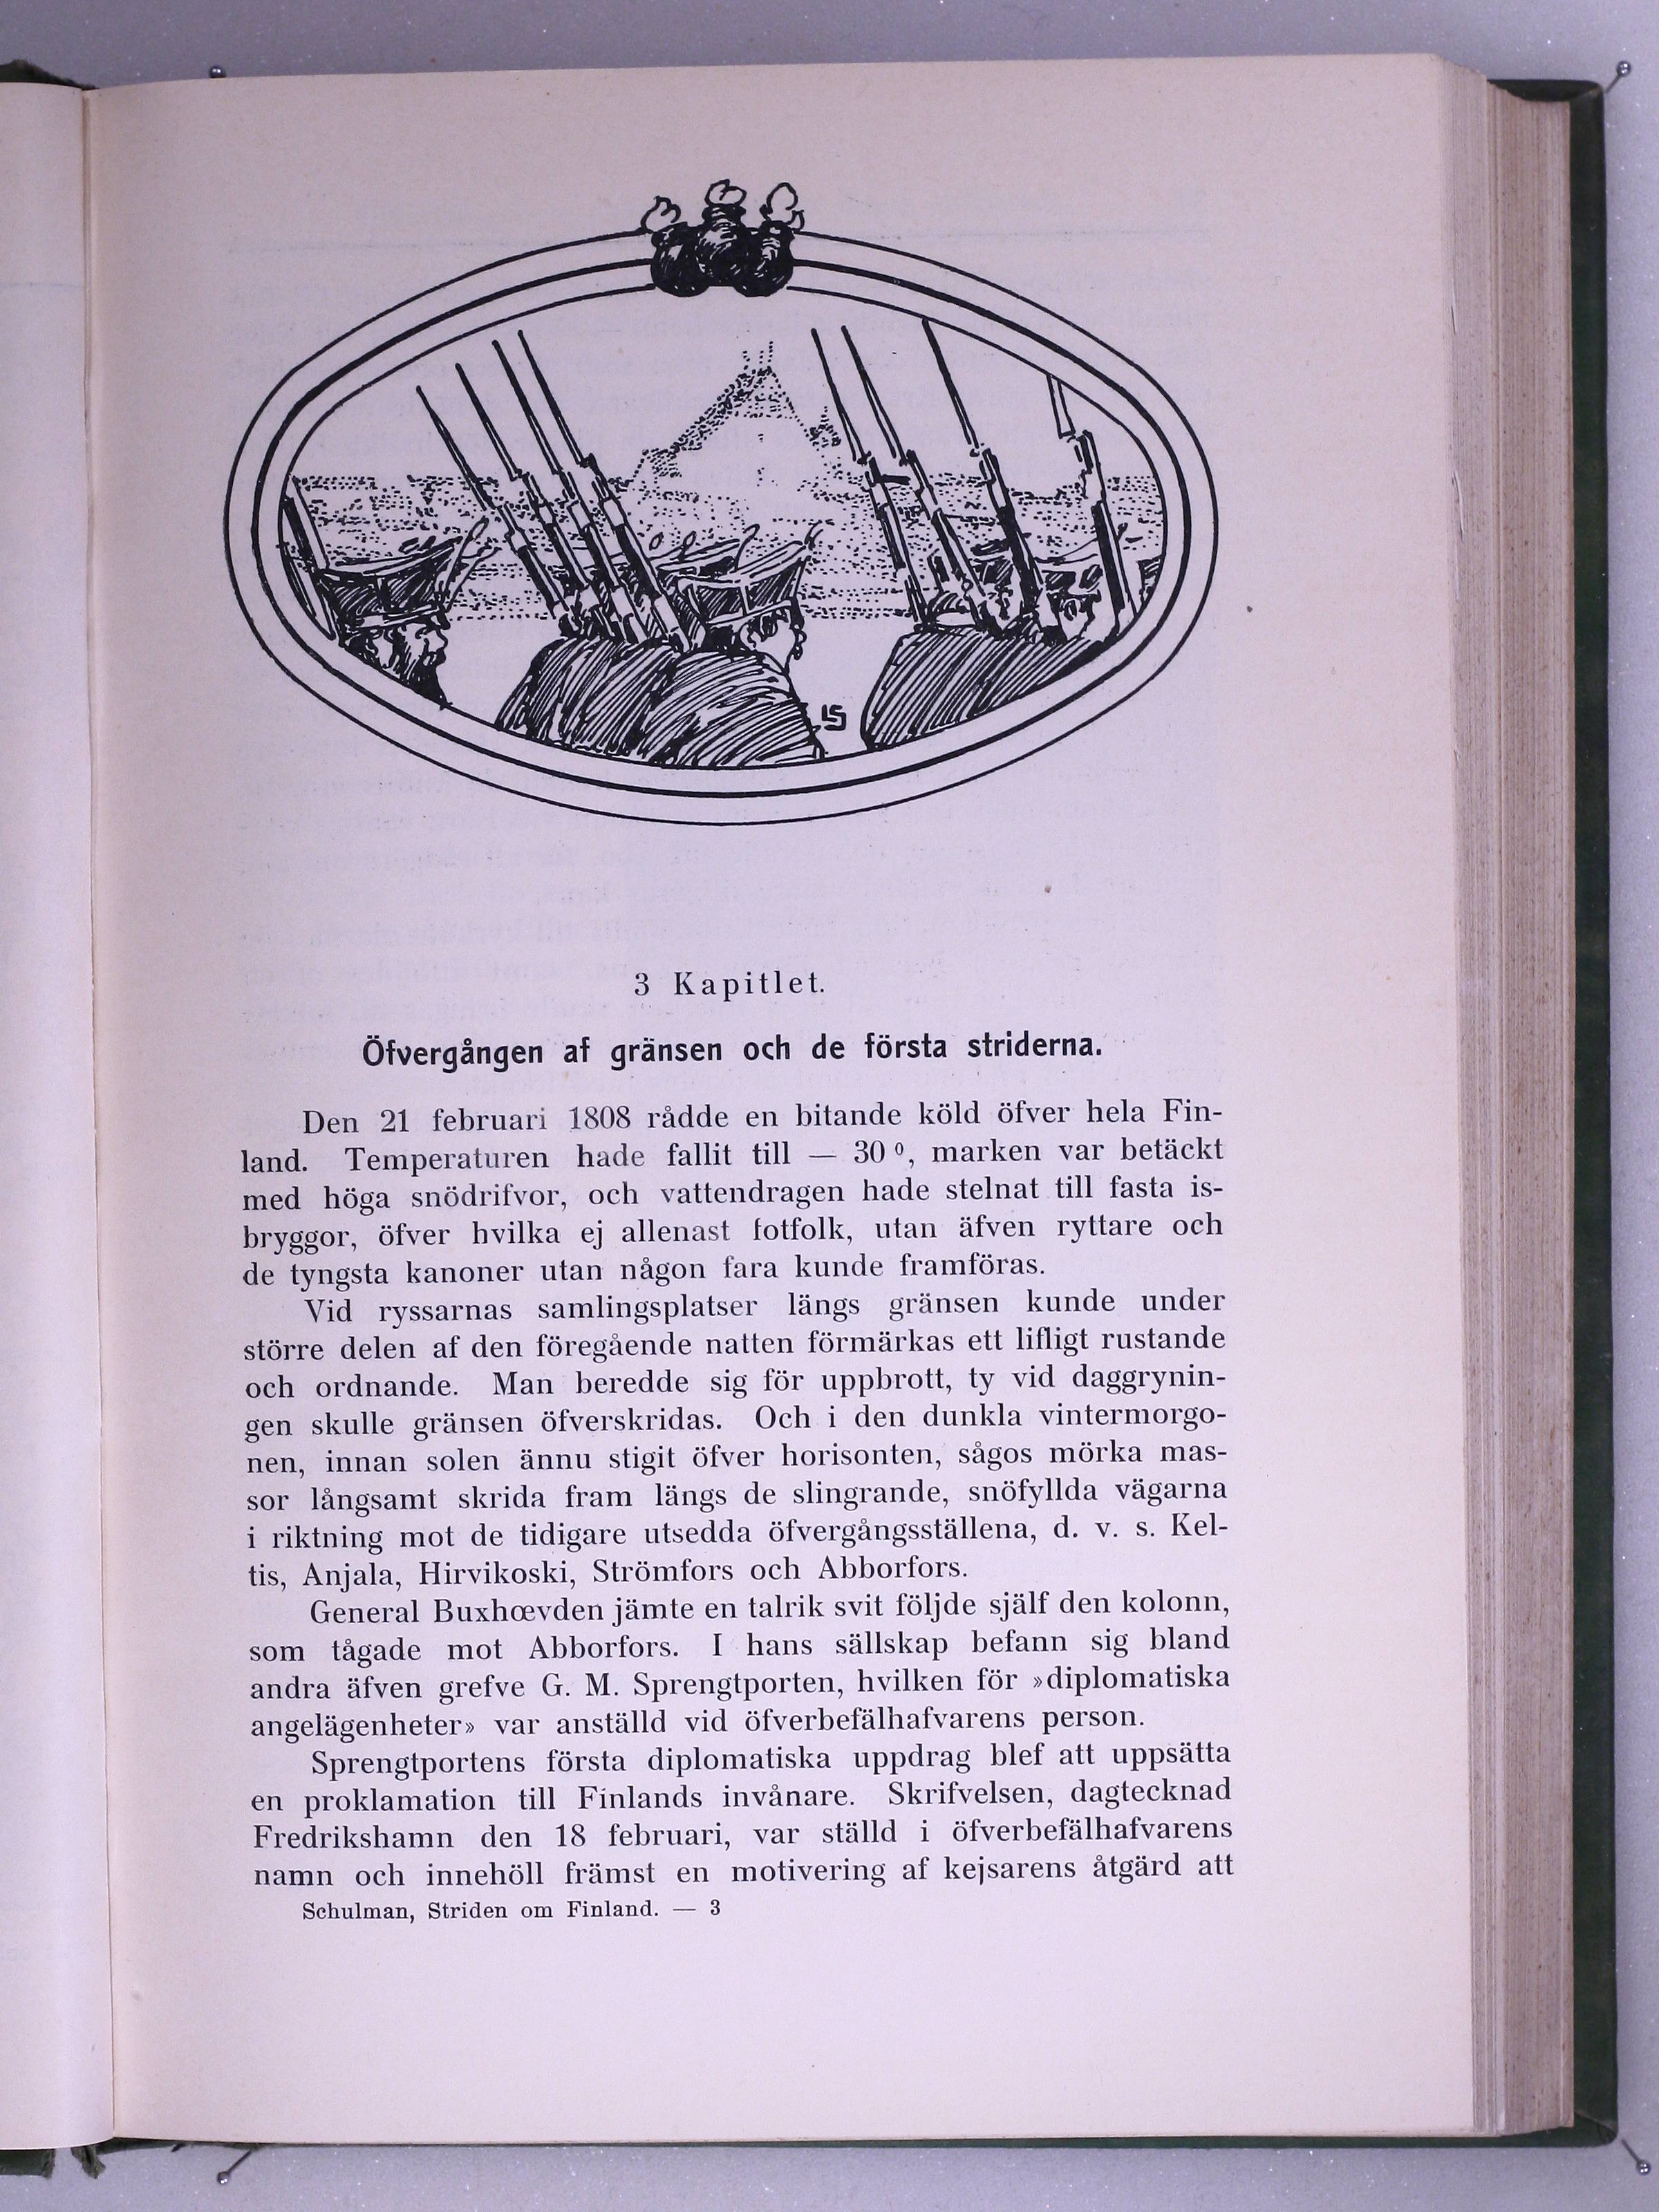 3 Kapitlet.
Öfvergången af gränsen och de första striderna.
Den 21 februari 1808 rådde en bitande köld öfver hela Fin-
land. Temperaturen hade fallit till — 30 º, marken var betäckt
med höga snödrifvor, och vattendragen hade stelnat till fasta is-
bryggor, öfver hvilka ej allenast fotfolk, utan äfven ryttare och
de tyngsta kanoner utan någon fara kunde framföras.
Vid ryssarnas samlingsplatser längs gränsen kunde under
större delen af den föregående natten förmärkas ett lifligt rustande
och ordnande. Man beredde sig för uppbrott, ty vid daggrynin-
gen skulle gränsen öfverskridas. Och i den dunkla vintermorgo-
nen, innan solen ännu stigit öfver horisonten, sågos mörka mas-
sor långsamt skrida fram längs de slingrande, snöfyllda vägarna
i riktning mot de tidigare utsedda öfvergångsställena, d. v. s. Kel-
tis, Anjala, Hirvikoski, Strömfors och Abborfors.
General Buxhœvden jämte en talrik svit följde själf den kolonn,
som tågade mot Abborfors. I hans sällskap befann sig bland
andra äfven grefve G. M. Sprengtporten, hvilken för »diplomatiska
angelägenheter» var anställd vid öfverbefälhafvarens person.
Sprengtportens första diplomatiska uppdrag blef att uppsätta
en proklamation till Finlands invånare. Skrifvelsen, dagtecknad
Fredrikshamn den 18 februari, var ställd i öfverbefälhafvarens
namn och innehöll främst en motivering af kejsarens åtgärd att
Schulman, Striden om Finland. — 3